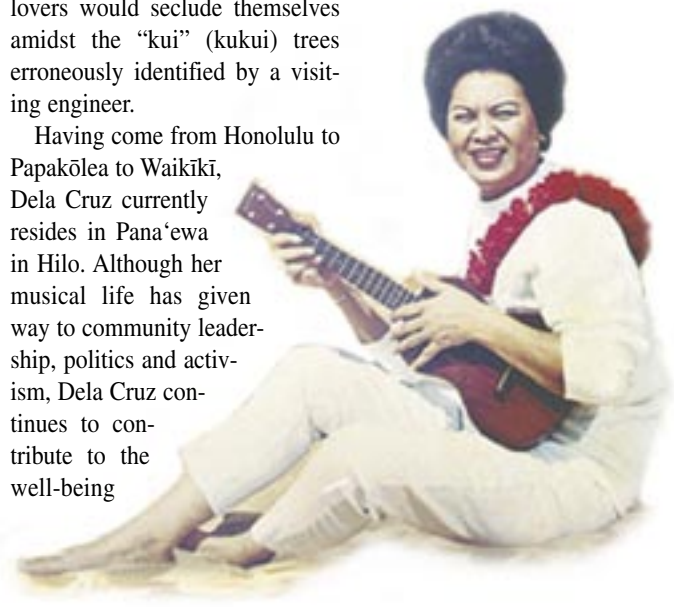 lovers would seclude themselves
amidst the “kui” (kukui) trees
erroneously identified by a visit-
ing engineer.
Having come from Honolulu to
Papakōlea to Waikīkī,
Dela Cruz currently
resides in Pana‘ewa
in Hilo. Although her
musical life has given
way to community leader-
ship, politics and activ-
ism, Dela Cruz con-
tinues to con-
tribute to the
well-being